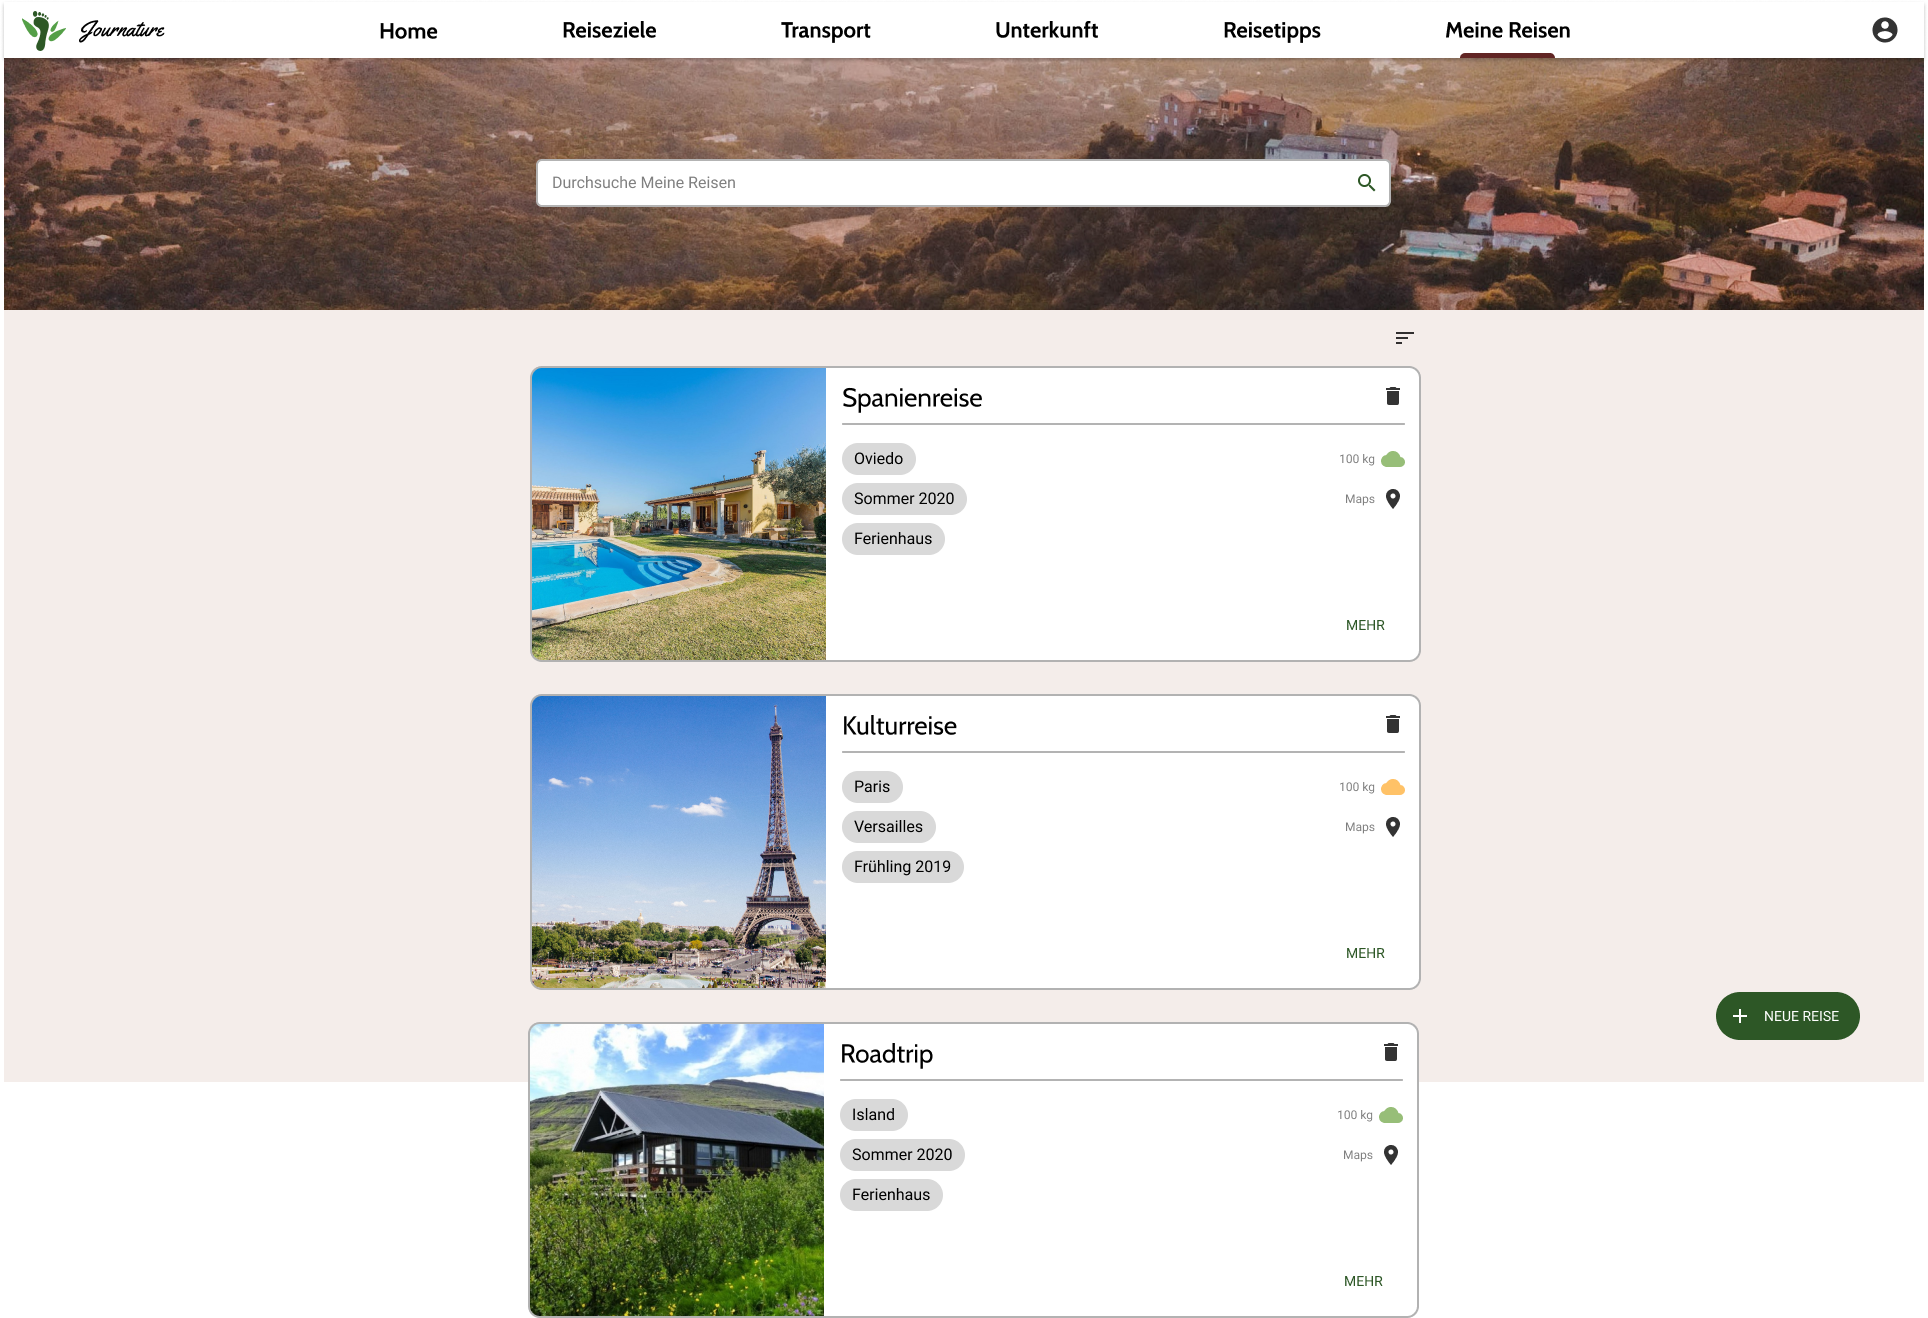 Journature
Home
Reiseziele
Transport
Unterkunft
Reisetipps
Meine Reisen
Durchsuche Meine Reisen
Spanienreise
Oviedo
100 kg
Sommer 2020
Maps
Ferienhaus
MEHR
Kulturreise
Paris
100 kg
Versailles
Maps
Frühling 2019
MEHR
NEUE REISE
Roadtrip
Island
100 kg
Sommer 2020
Maps
Ferienhaus
MEHR